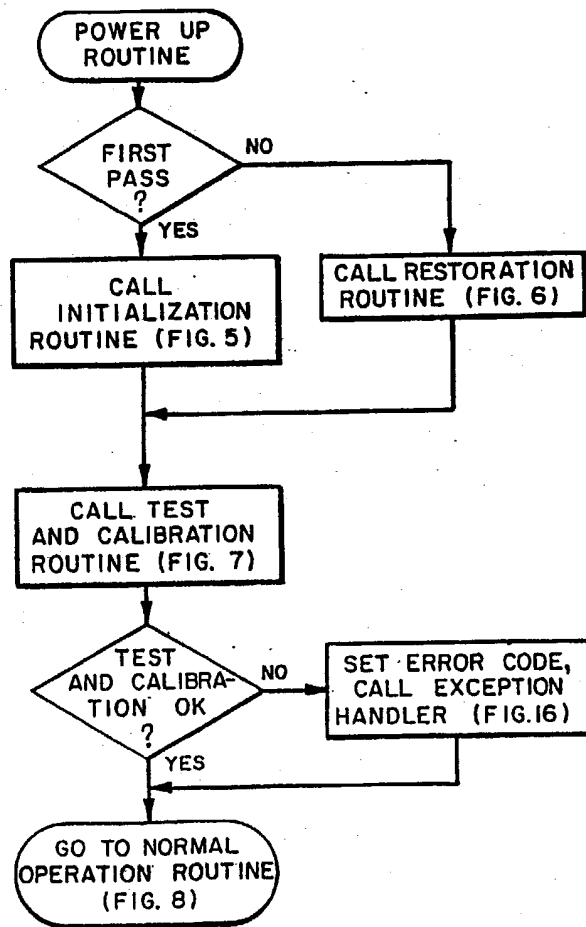 POWER UP
ROUTINE
FIRST
PASS
?
NO
YES
CALL
INITIALIZATION
ROUTINE (FIG. 5)
CALL RESTORATION
ROUTINE (FIG. 6)
CALL TEST
AND CALIBRATION
ROUTINE (FIG. 7)
TEST
AND CALIBRA-
TION OK
?
NO
YES
SET ERROR CODE,
CALL EXCEPTION
HANDLER (FIG.16)
GO TO NORMAL
OPERATION ROUTINE
(FIG. 8)